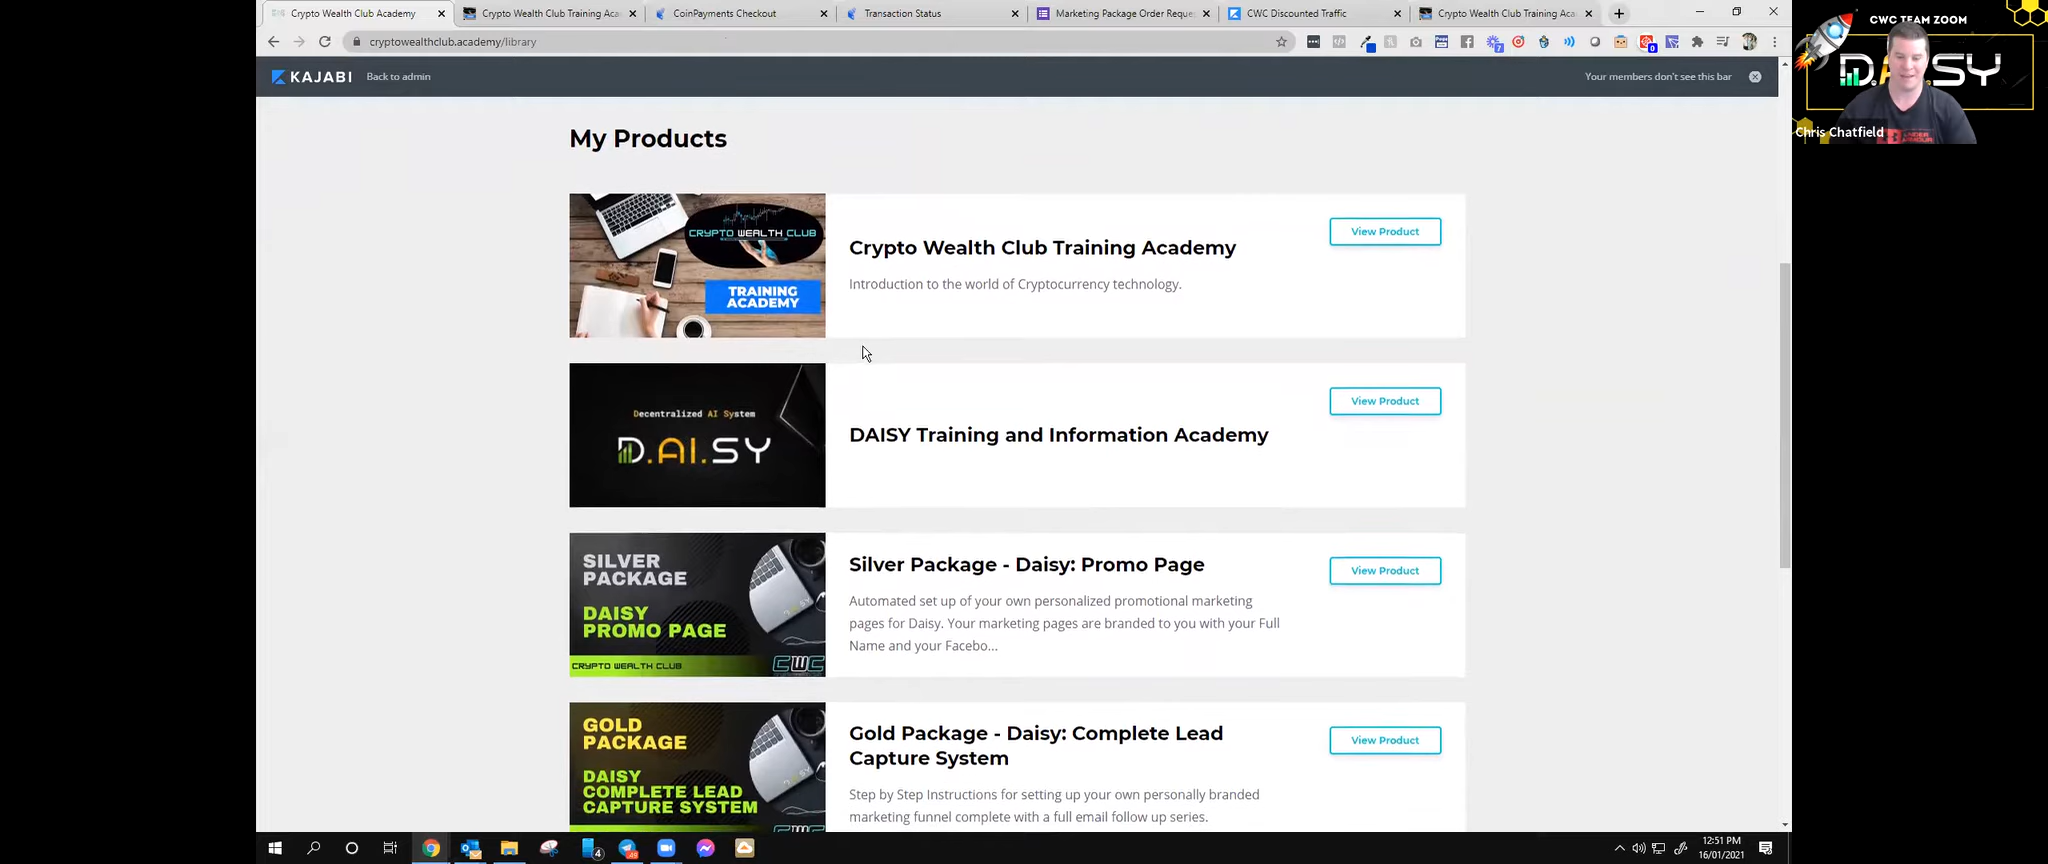 Crypto Wealth Club Academy
Crypto Wealth Club Training Aca
CoinPayments Checkout
Transaction Status
Marketing Package Order Reque
CWC Discounted Traffic
Crypto Wealth Club Training Aca
cryptowealthclub.academy/library
KAJABI
Back to admin
Your members don't see this bar
CWC TEAM ZOOM
Chris Chatfield
My Products
CRYPTO WEALTH CLUB
TRAINING
ACADEMY
Crypto Wealth Club Training Academy
Introduction to the world of Cryptocurrency technology.
View Product
Decentralized AI System
D.AI.SY
DAISY Training and Information Academy
View Product
SILVER
PACKAGE
DAISY
PROMO PAGE
CRYPTO WEALTH CLUB
CWC
Silver Package - Daisy: Promo Page
Automated set up of your own personalized promotional marketing
pages for Daisy. Your marketing pages are branded to you with your Full
Name and your Facebo...
View Product
GOLD
PACKAGE
DAISY
COMPLETE LEAD
CAPTURE SYSTEM
Gold Package - Daisy: Complete Lead
Capture System
Step by Step Instructions for setting up your own personally branded
marketing funnel complete with a full email follow up series.
View Product
12:51 PM
16/01/2021